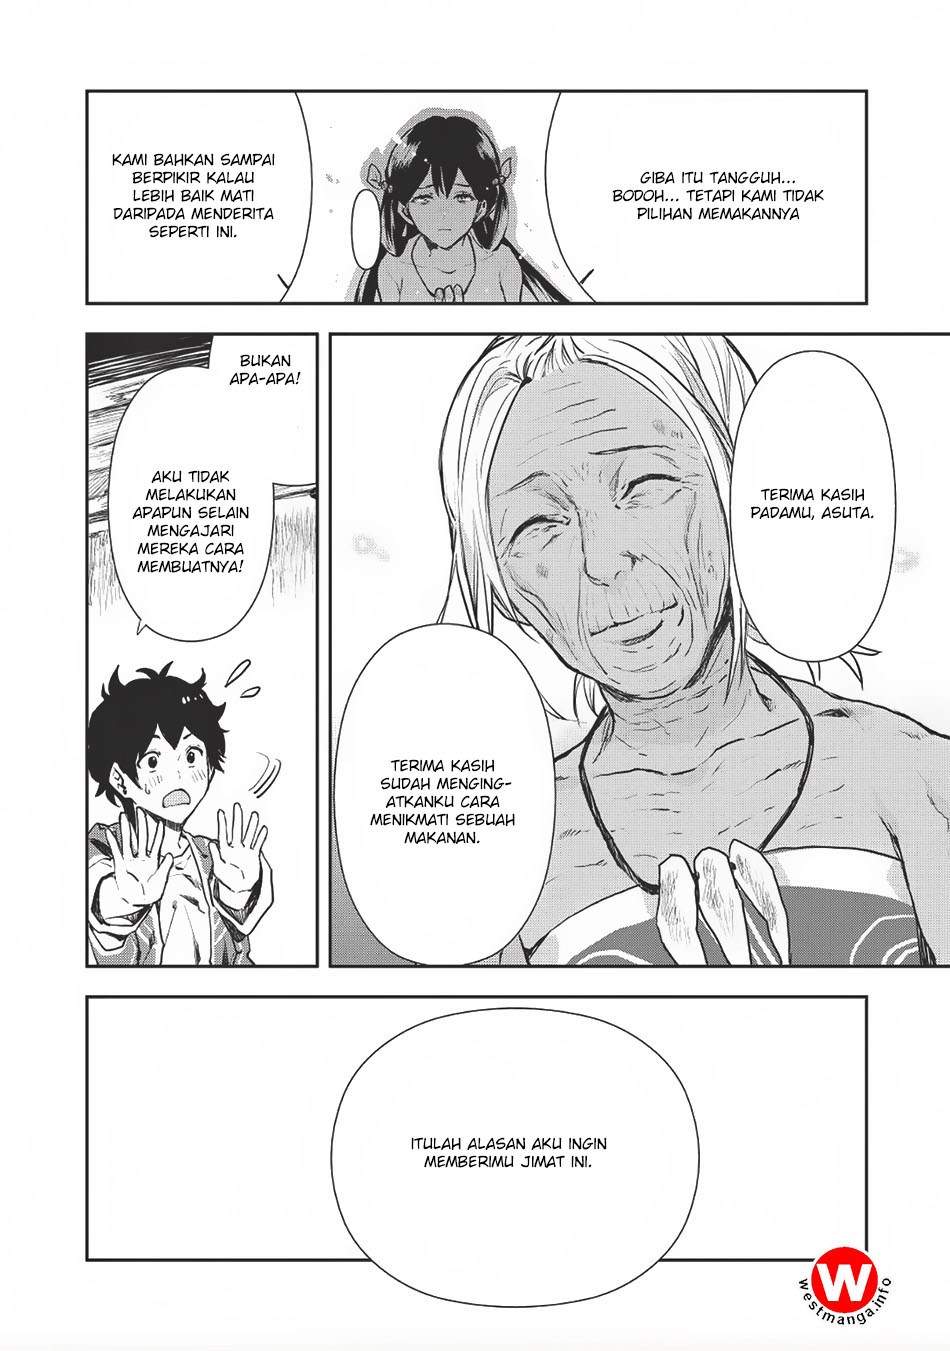 GIBA ITU TANGGUH...
BODOH... TETAPI KAMI TIDAK
PILIHAN MEMAKANNYA
KAMI BAHKAN SAMPAI
BERPIKIR KALAU
LEBIH BAIK MATI
DARIPADA MENDERITA
SEPERTI INI.
TERIMA KASIH
PADAMU, ASUTA.
TERIMA KASIH
SUDAH MENGING-
ATKANKU CARA
MENIKMATI SEBUAH
MAKANAN.
BUKAN
APA-APA!
AKU TIDAK
MELAKUKAN
APAPUN SELAIN
MENGAJARI
MEREKA CARA
MEMBUATNYA!
ITULAH ALASAN AKU INGIN
MEMBERIMU JIMAT INI.
W
westmanga.info